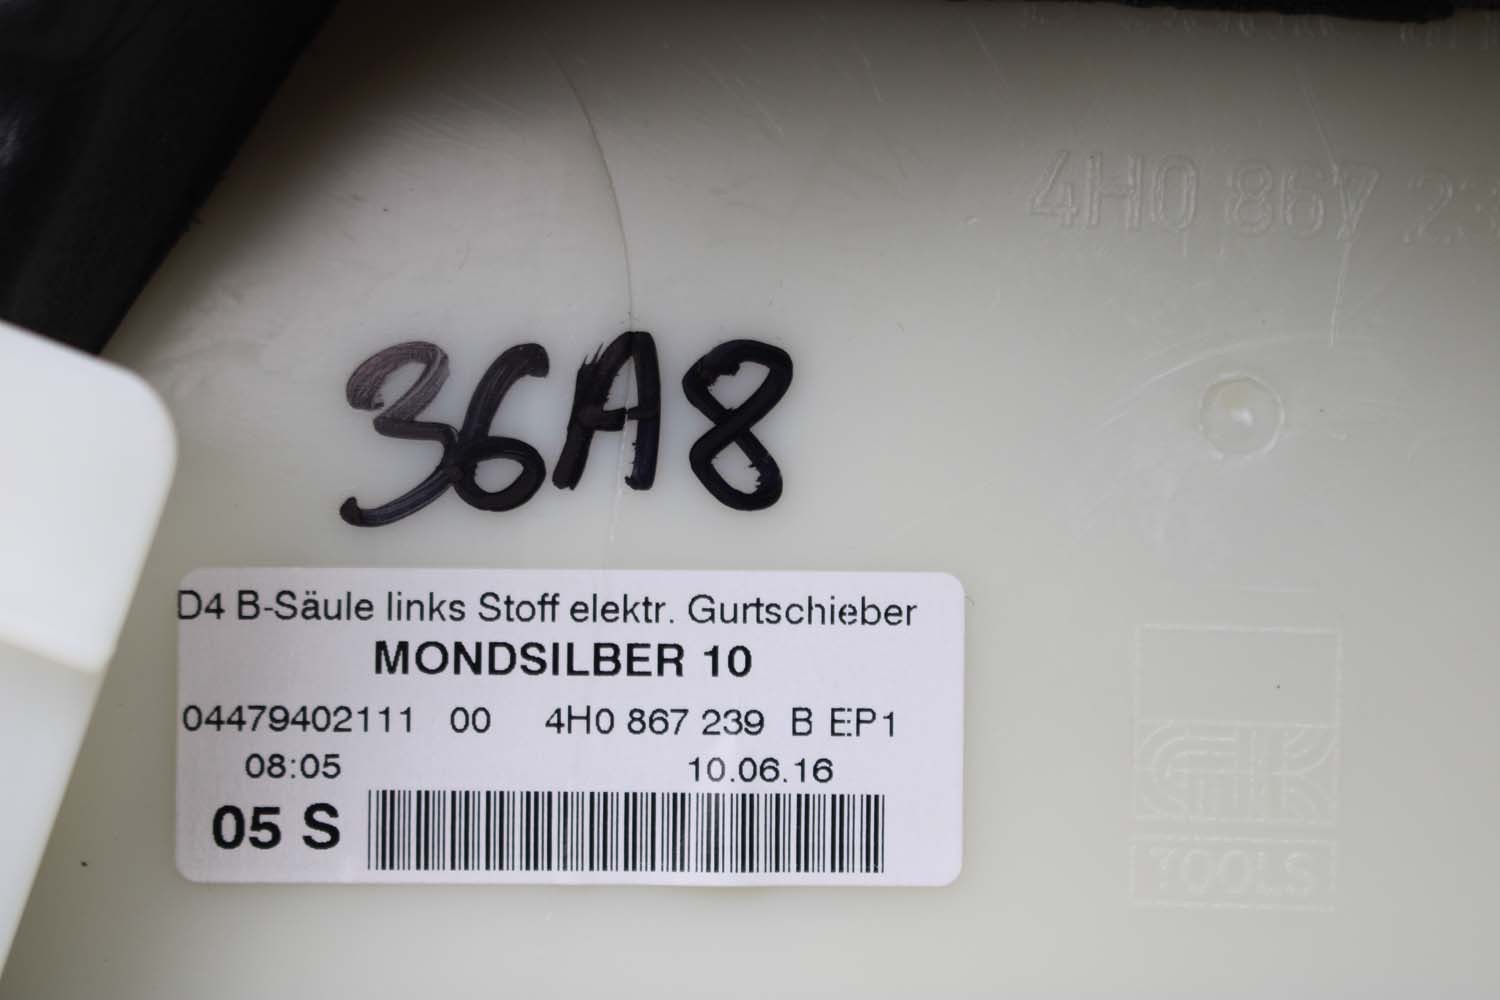 4H0 867 23
36A8
D4 B-Säule links Stoff elektr. Gurtschieber
MONDSILBER 10
04479402111 00 4H0 867 239 B EP1
08:05 10.06.16
05 S
TOOLS